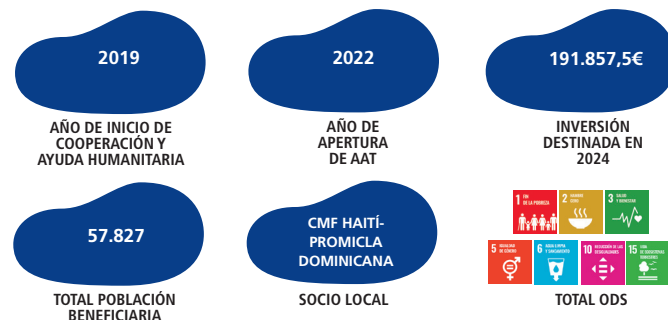 2019
AÑO DE INICIO DE
COOPERACIÓN Y
AYUDA HUMANITARIA
2022
AÑO DE
APERTURA
DE AAT
191.857,5€
INVERSIÓN
DESTINADA EN
2024
57.827
TOTAL POBLACIÓN
BENEFICIARIA
CMF HAITÍ-
PROMICLA
DOMINICANA
SOCIO LOCAL
1 FIN
DE LA POBREZA
2 HAMBRE
CERO
3 SALUD
Y BIENESTAR
5 IGUALDAD
DE GÉNERO
6 AGUA LIMPIA
Y SANEAMIENTO
10 REDUCCIÓN DE LAS
DESIGUALDADES
15 VIDA
DE ECOSISTEMAS
TERRESTRES
TOTAL ODS